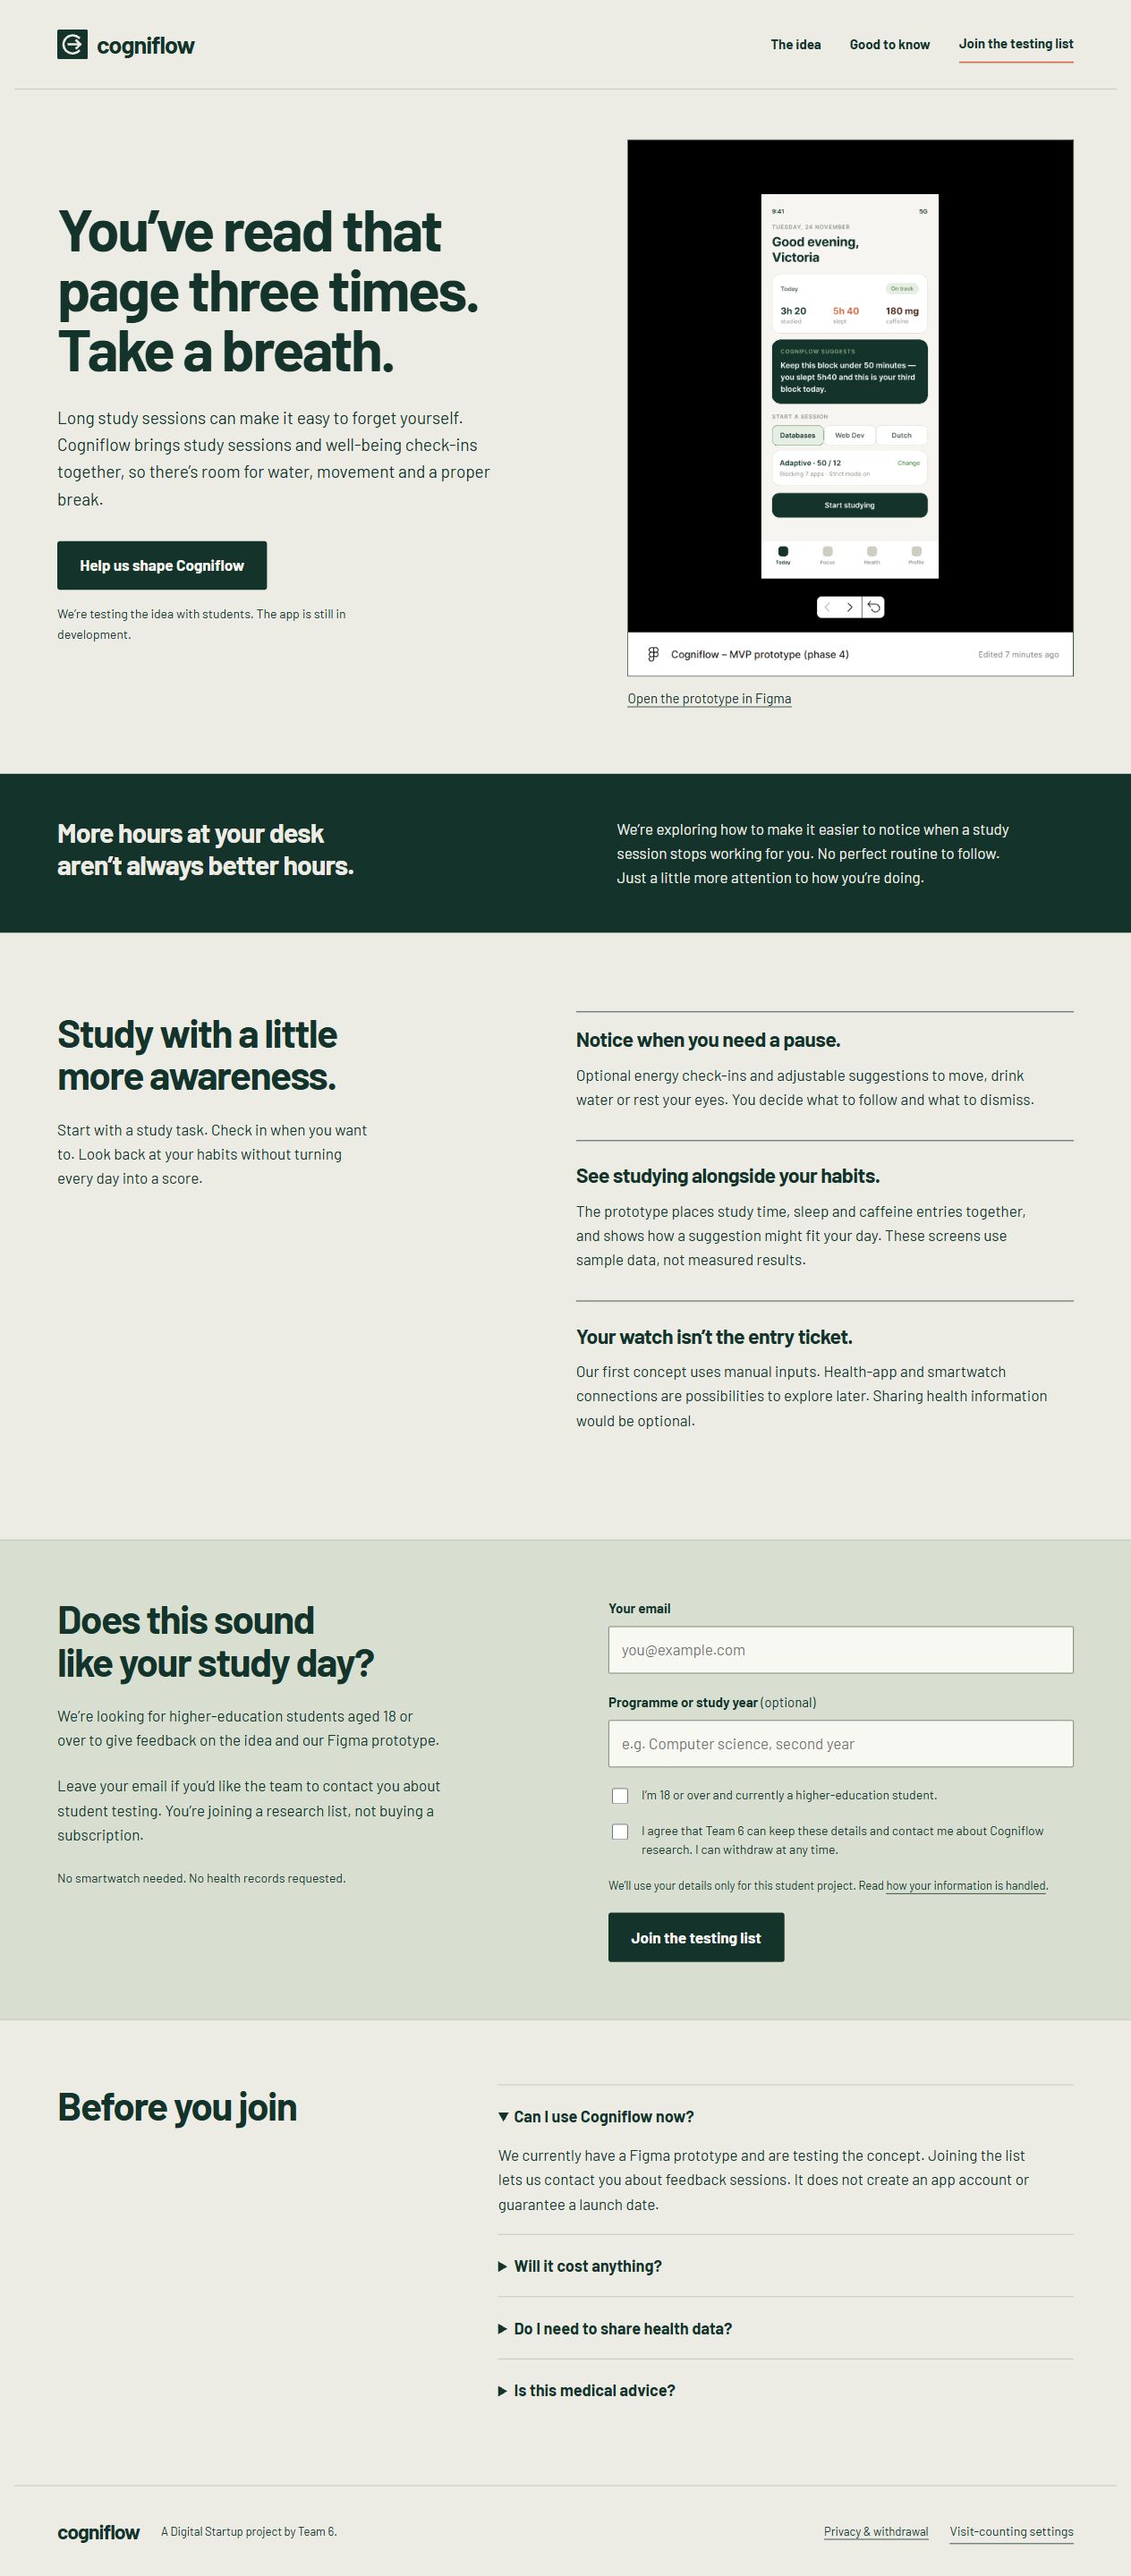 cogniflow
The idea
Good to know
Join the testing list
You’ve read that
page three times.
Take a breath.
Long study sessions can make it easy to forget yourself.
Cogniflow brings study sessions and well-being check-ins
together, so there’s room for water, movement and a proper
break.
Help us shape Cogniflow
We’re testing the idea with students. The app is still in
development.
9:41
5G
TUESDAY, 24 NOVEMBER
Good evening,
Victoria
Today
On track
3h 20
5h 40
180 mg
studied
slept
caffeine
COGNIFLOW SUGGESTS
Keep this block under 50 minutes —
you slept 5h40 and this is your third
block today.
START A SESSION
Databases
Web Dev
Dutch
Adaptive · 50 / 12
Change
Blocking 7 apps · Strict mode on
Start studying
Today
Focus
Health
Profile
Cogniflow – MVP prototype (phase 4)
Edited 7 minutes ago
Open the prototype in Figma
More hours at your desk
aren’t always better hours.
We’re exploring how to make it easier to notice when a study
session stops working for you. No perfect routine to follow.
Just a little more attention to how you’re doing.
Study with a little
more awareness.
Start with a study task. Check in when you want
to. Look back at your habits without turning
every day into a score.
Notice when you need a pause.
Optional energy check-ins and adjustable suggestions to move, drink
water or rest your eyes. You decide what to follow and what to dismiss.
See studying alongside your habits.
The prototype places study time, sleep and caffeine entries together,
and shows how a suggestion might fit your day. These screens use
sample data, not measured results.
Your watch isn’t the entry ticket.
Our first concept uses manual inputs. Health-app and smartwatch
connections are possibilities to explore later. Sharing health information
would be optional.
Does this sound
like your study day?
We’re looking for higher-education students aged 18 or
over to give feedback on the idea and our Figma prototype.
Leave your email if you’d like the team to contact you about
student testing. You’re joining a research list, not buying a
subscription.
No smartwatch needed. No health records requested.
Your email
you@example.com
Programme or study year (optional)
e.g. Computer science, second year
I’m 18 or over and currently a higher-education student.
I agree that Team 6 can keep these details and contact me about Cogniflow
research. I can withdraw at any time.
We’ll use your details only for this student project. Read how your information is handled.
Join the testing list
Before you join
Can I use Cogniflow now?
We currently have a Figma prototype and are testing the concept. Joining the list
lets us contact you about feedback sessions. It does not create an app account or
guarantee a launch date.
Will it cost anything?
Do I need to share health data?
Is this medical advice?
cogniflow
A Digital Startup project by Team 6.
Privacy & withdrawal
Visit-counting settings